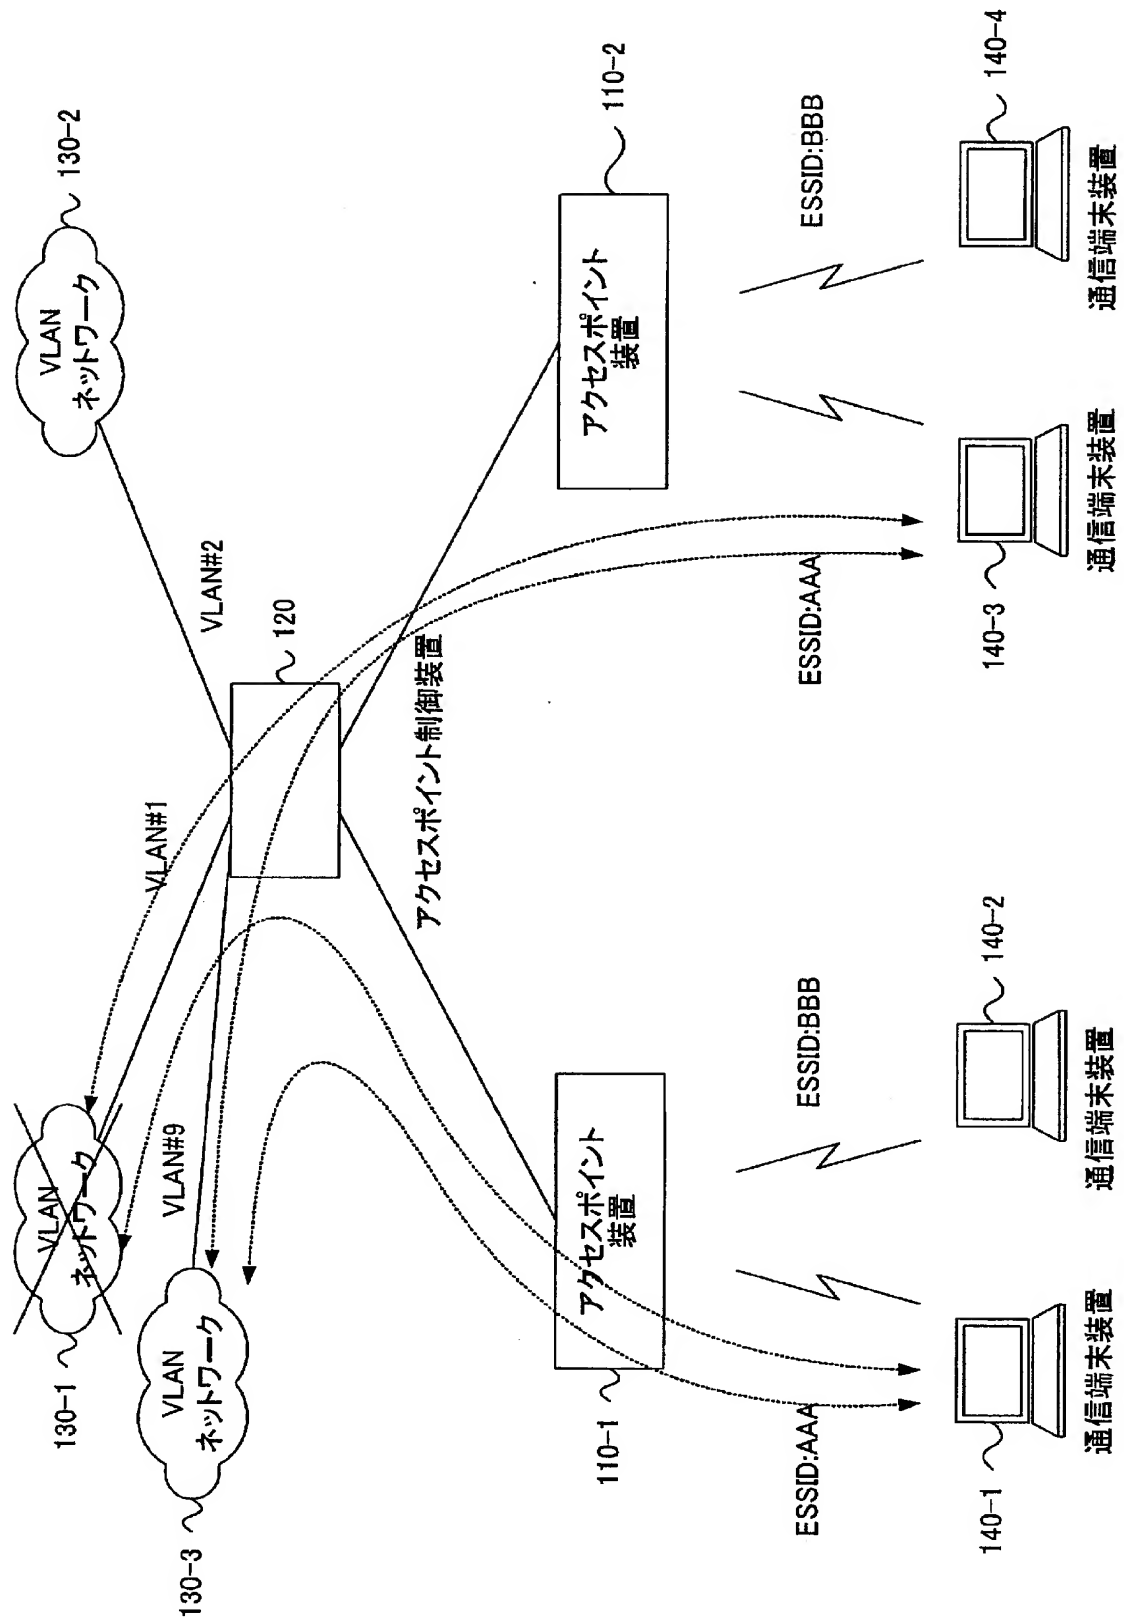 130-1
VLAN
ネットワーク
130-3
VLAN
ネットワーク
VLAN#9
VLAN#1
VLAN#2
130-2
VLAN
ネットワーク
120
アクセスポイント制御装置
110-1
アクセスポイント
装置
110-2
アクセスポイント
装置
ESSID:AAA
ESSID:BBB
ESSID:AAA
ESSID:BBB
140-1
通信端末装置
140-2
通信端末装置
140-3
通信端末装置
140-4
通信端末装置